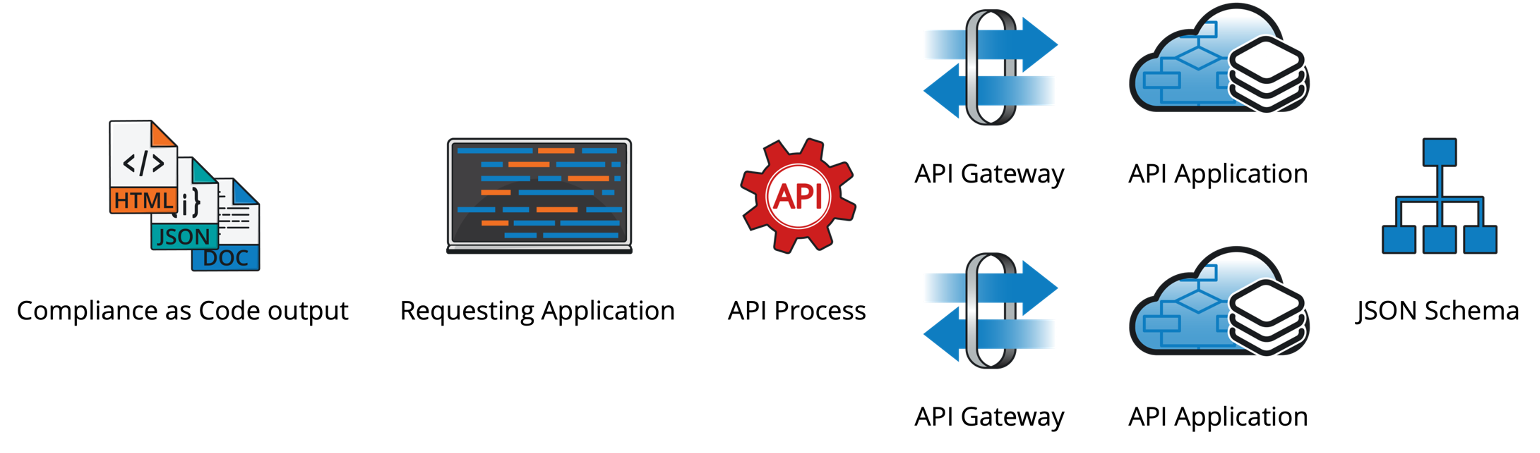 </>
HTML
{i}
JSON
DOC
Compliance as Code output
Requesting Application
API
API Process
API Gateway
API Application
API Gateway
API Application
JSON Schema